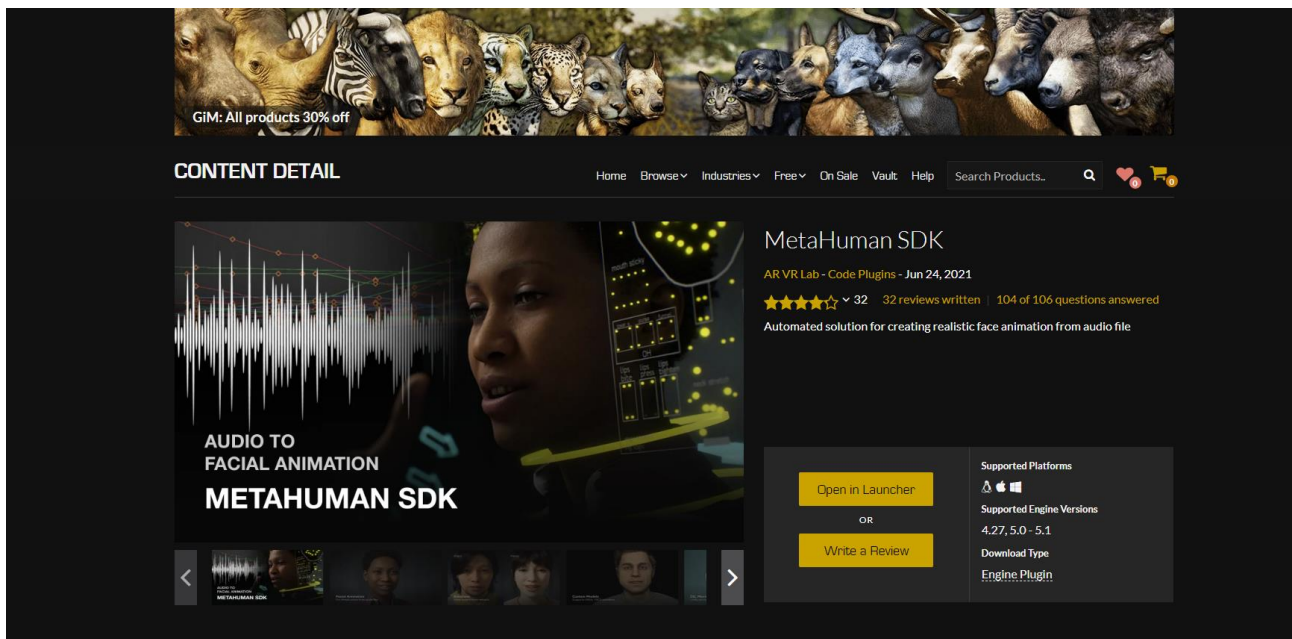 GiM: All products 30% off
CONTENT DETAIL
Home Browse Industries Free On Sale Vault Help Search Products.. 0 0
MetaHuman SDK
AR VR Lab - Code Plugins - Jun 24, 2021
32 32 reviews written | 104 of 106 questions answered
Automated solution for creating realistic face animation from audio file
mouth sticky
AUDIO TO
FACIAL ANIMATION
METAHUMAN SDK
Open in Launcher
OR
Write a Review
Supported Platforms
Supported Engine Versions
4.27, 5.0 - 5.1
Download Type
Engine Plugin
AUDIO TO
FACIAL ANIMATION
METAHUMAN SDK